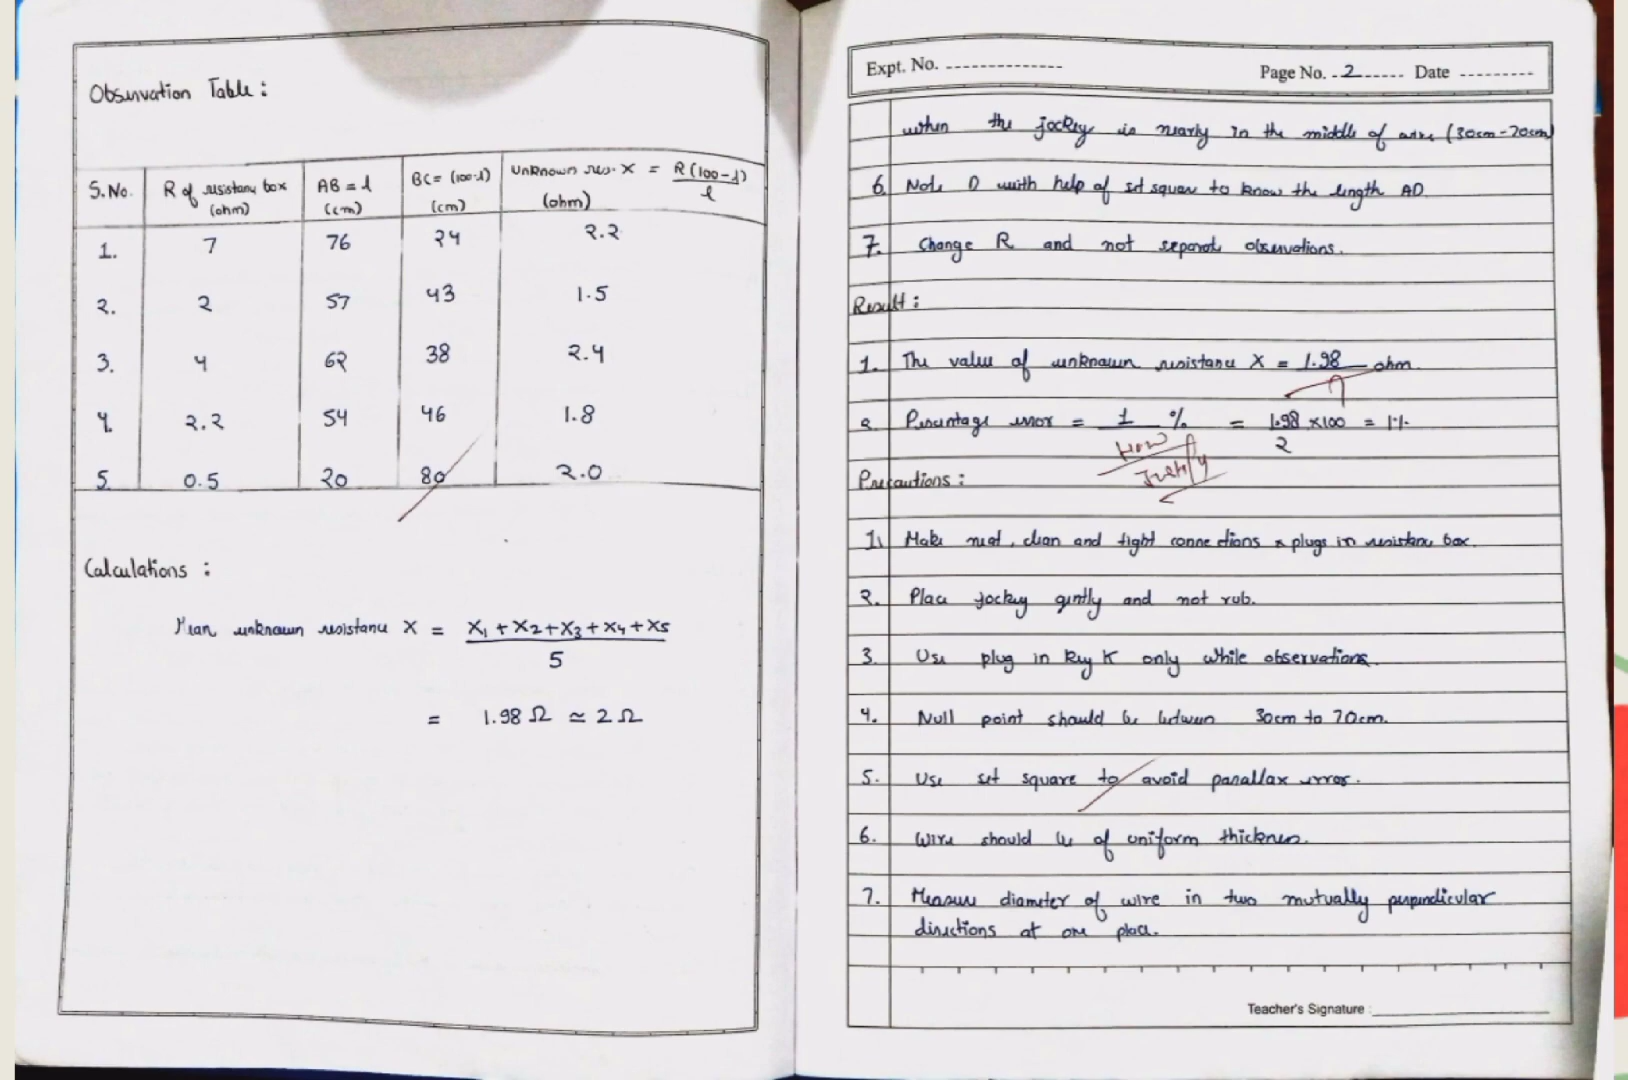 Observation Table :
S.No. R of resistany box (ohm) AB = l (cm) BC = (100-l) (cm) Unknown res. X = R(100-l)/l (ohm)
1. 7 76 24 2.2
2. 2 57 43 1.5
3. 4 62 38 2.4
4. 2.2 54 46 1.8
5. 0.5 20 80 2.0
Calculations :
Mean unknown resistance X = X1 + X2 + X3 + X4 + X5 / 5
= 1.98 Ω ≃ 2 Ω
Expt. No.
Page No. 2 Date
when the jockey is nearly in the middle of wire (30cm-70cm)
6. Note D with help of set square to know the length AD.
7. Change R and not separate observations.
Result :
1. The value of unknown resistance X = 1.98 ohm.
2. Percentage error = 1 % = 1.98 ×100 / 2 = 1%
How
Justify
Precautions :
1. Make neat, clean and tight connections & plugs in resistance box.
2. Place jockey gently and not rub.
3. Use plug in key K only while observations.
4. Null point should be between 30cm to 70cm.
5. Use set square to avoid parallax error.
6. Wire should be of uniform thickness.
7. Measure diameter of wire in two mutually perpendicular
directions at one place.
Teacher's Signature :